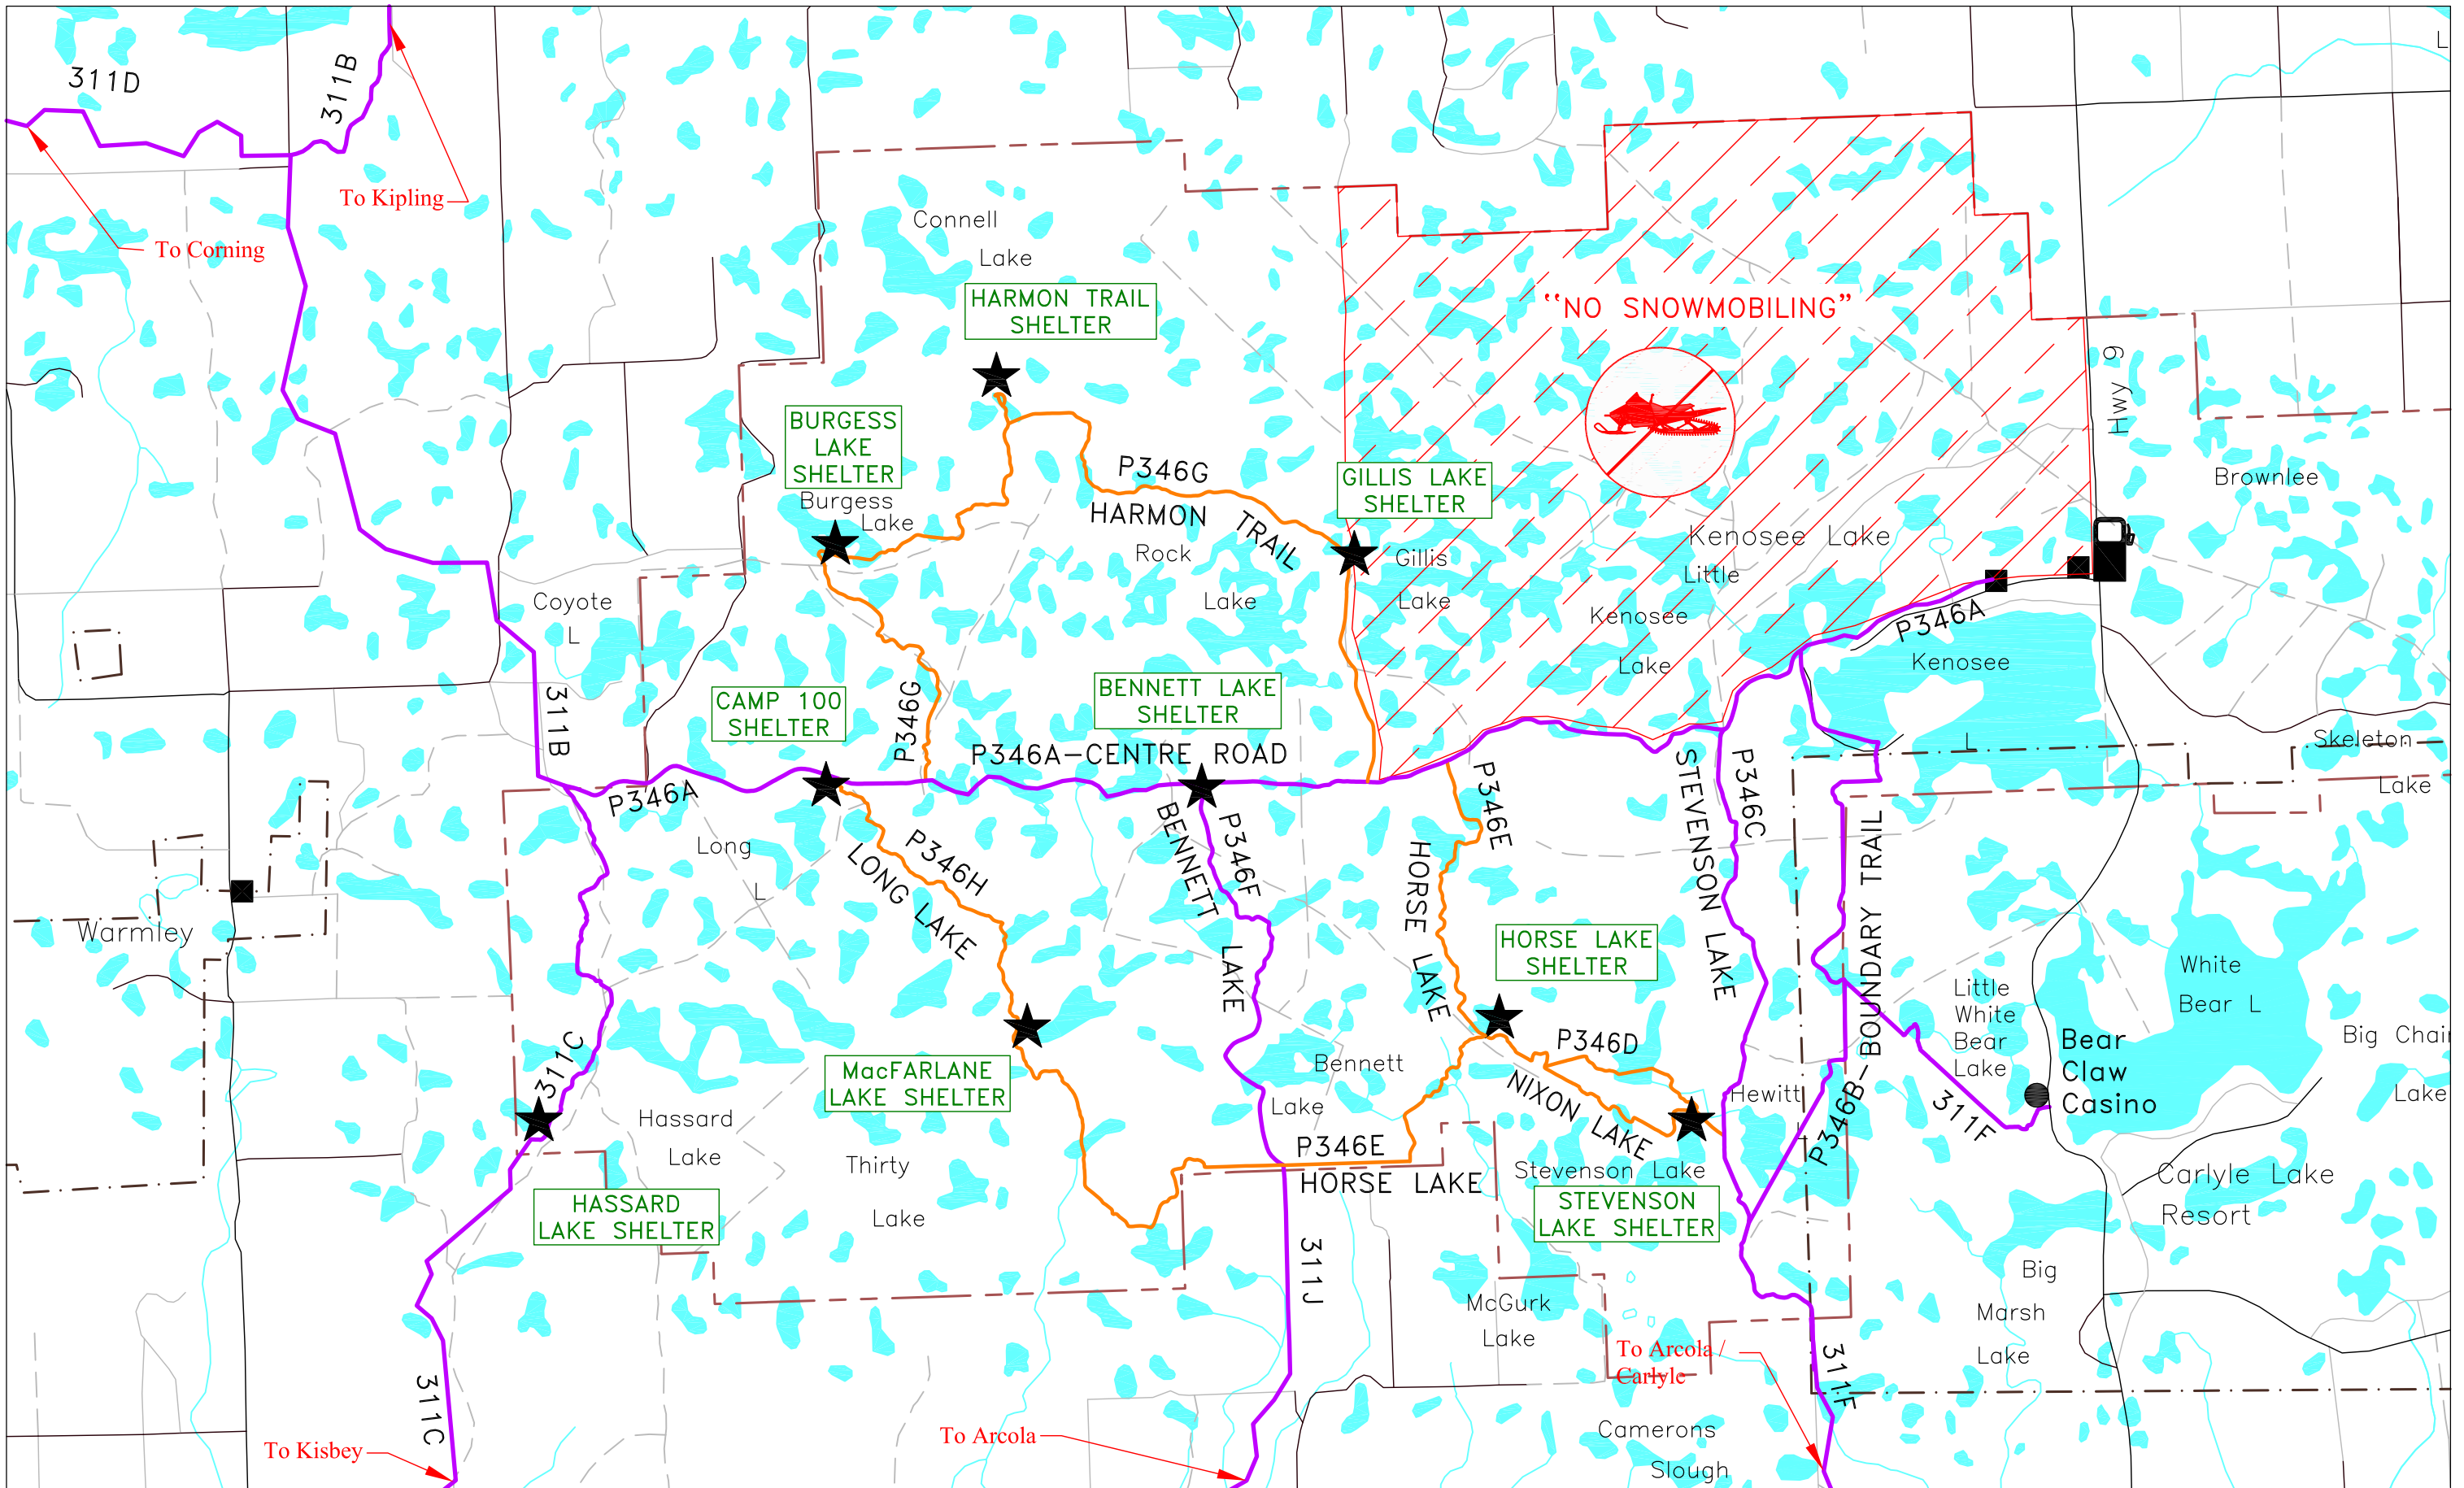 L
311D
311B
To Kipling
To Corning
Connell
Lake
HARMON TRAIL
SHELTER
"NO SNOWMOBILING"
Hwy 9
BURGESS
LAKE
SHELTER
Burgess
Lake
P346G
HARMON TRAIL
GILLIS LAKE
SHELTER
Brownlee
Rock
Lake
Gillis
Lake
Kenosee Lake
Little
Kenosee
Lake
P346A
Kenosee
L
Coyote
L
311B
CAMP 100
SHELTER
P346G
BENNETT LAKE
SHELTER
P346A-CENTRE ROAD
Skeleton
Lake
P346A
Long
L
P346H
LONG LAKE
BENNETT LAKE
P346F
P346E
HORSE LAKE
STEVENSON LAKE
P346C
P346B-BOUNDARY TRAIL
Warmley
HORSE LAKE
SHELTER
White
Bear L
Little
White
Bear
Lake
Bear
Claw
Casino
Big Chain
Lake
311C
MacFARLANE
LAKE SHELTER
Bennett
Lake
P346D
NIXON LAKE
Hewitt
L
311F
Hassard
Lake
Thirty
Lake
P346E
HORSE LAKE
Stevenson Lake
STEVENSON
LAKE SHELTER
Carlyle Lake
Resort
HASSARD
LAKE SHELTER
311J
McGurk
Lake
Big
Marsh
Lake
To Arcola /
Carlyle
311F
311C
To Kisbey
To Arcola
Camerons
Slough